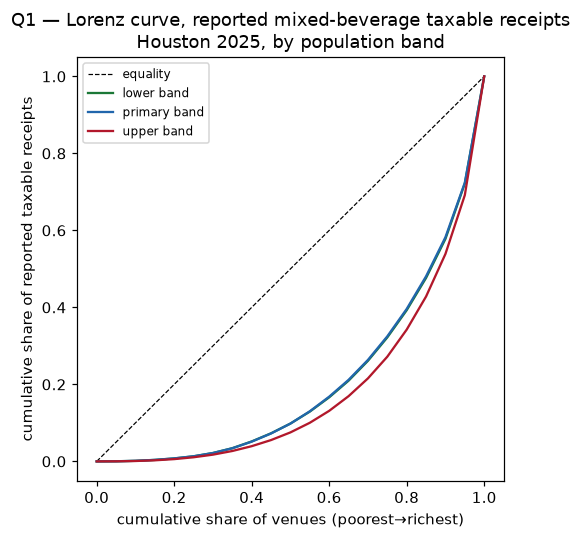 Q1 — Lorenz curve, reported mixed-beverage taxable receipts
Houston 2025, by population band
equality
lower band
primary band
upper band
1.0
0.8
0.6
0.4
0.2
0.0
cumulative share of reported taxable receipts
0.0 0.2 0.4 0.6 0.8 1.0
cumulative share of venues (poorest→richest)